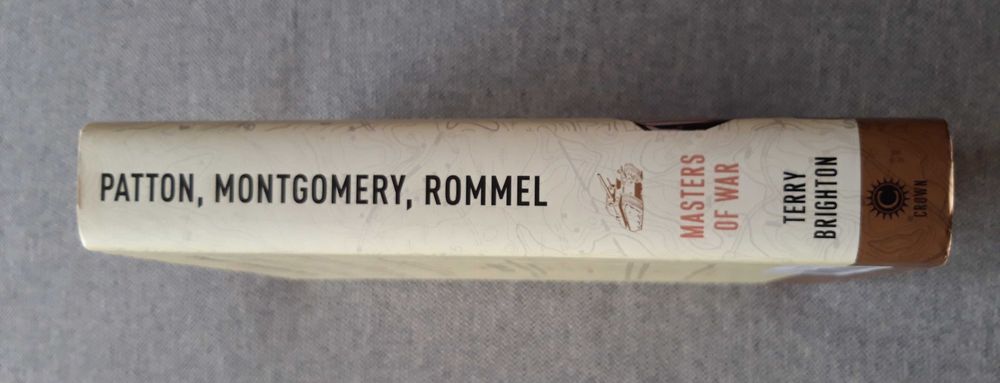 PATTON, MONTGOMERY, ROMMEL
MASTERS
OF WAR
TERRY
BRIGHTON
CROWN